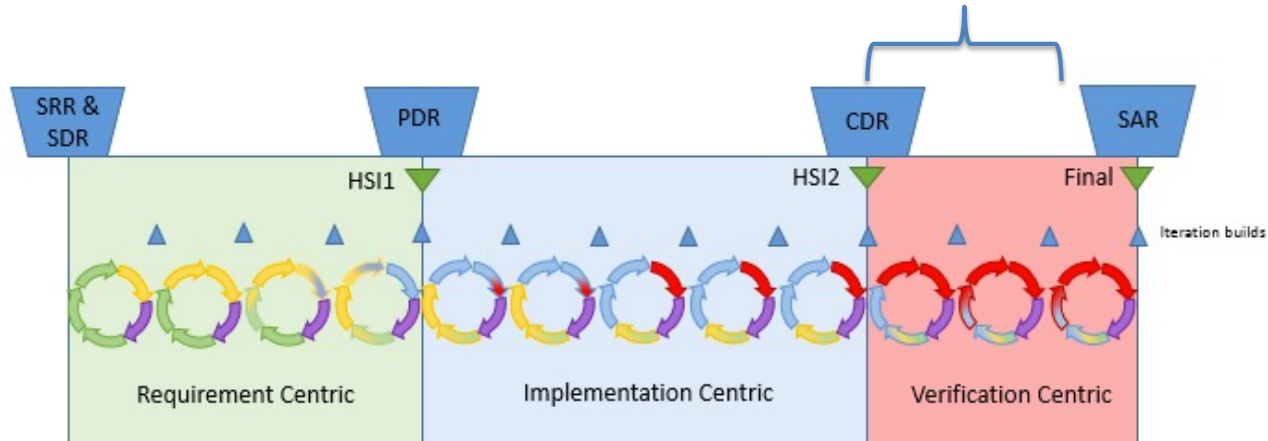 SRR &
SDR
PDR
CDR
SAR
HSI1
HSI2
Final
Iteration builds
Requirement Centric
Implementation Centric
Verification Centric